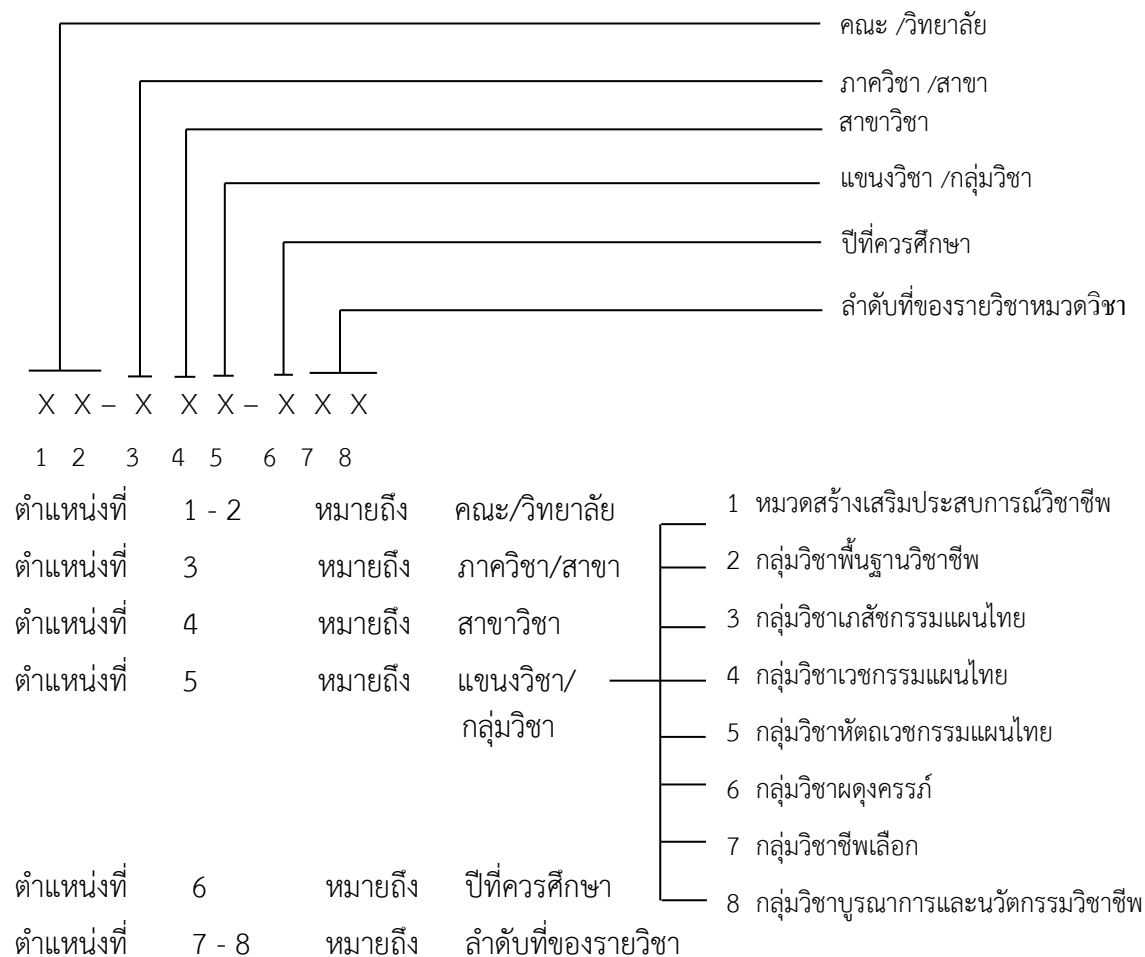 คณะ /วิทยาลัย
ภาควิชา /สาขา
สาขาวิชา
แขนงวิชา /กลุ่มวิชา
ปีที่ควรศึกษา
ลำดับที่ของรายวิชาหมวดวิชา
X X – X X X – X X X
1 2 3 4 5 6 7 8
ตำแหน่งที่ 1 - 2 หมายถึง คณะ/วิทยาลัย
ตำแหน่งที่ 3 หมายถึง ภาควิชา/สาขา
ตำแหน่งที่ 4 หมายถึง สาขาวิชา
ตำแหน่งที่ 5 หมายถึง แขนงวิชา/
กลุ่มวิชา
1 หมวดสร้างเสริมประสบการณ์วิชาชีพ
2 กลุ่มวิชาพื้นฐานวิชาชีพ
3 กลุ่มวิชาเภสัชกรรมแผนไทย
4 กลุ่มวิชาเวชกรรมแผนไทย
5 กลุ่มวิชาหัตถเวชกรรมแผนไทย
6 กลุ่มวิชาผดุงครรภ์
7 กลุ่มวิชาชีพเลือก
8 กลุ่มวิชาบูรณาการและนวัตกรรมวิชาชีพ
ตำแหน่งที่ 6 หมายถึง ปีที่ควรศึกษา
ตำแหน่งที่ 7 - 8 หมายถึง ลำดับที่ของรายวิชา